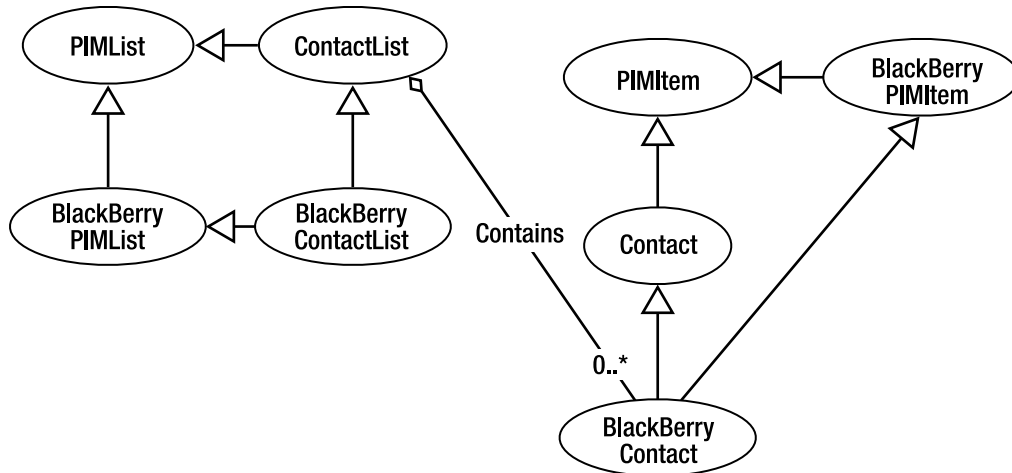 PIMList
ContactList
PIMItem
BlackBerry
PIMItem
BlackBerry
PIMList
BlackBerry
ContactList
Contains
Contact
0..*
BlackBerry
Contact